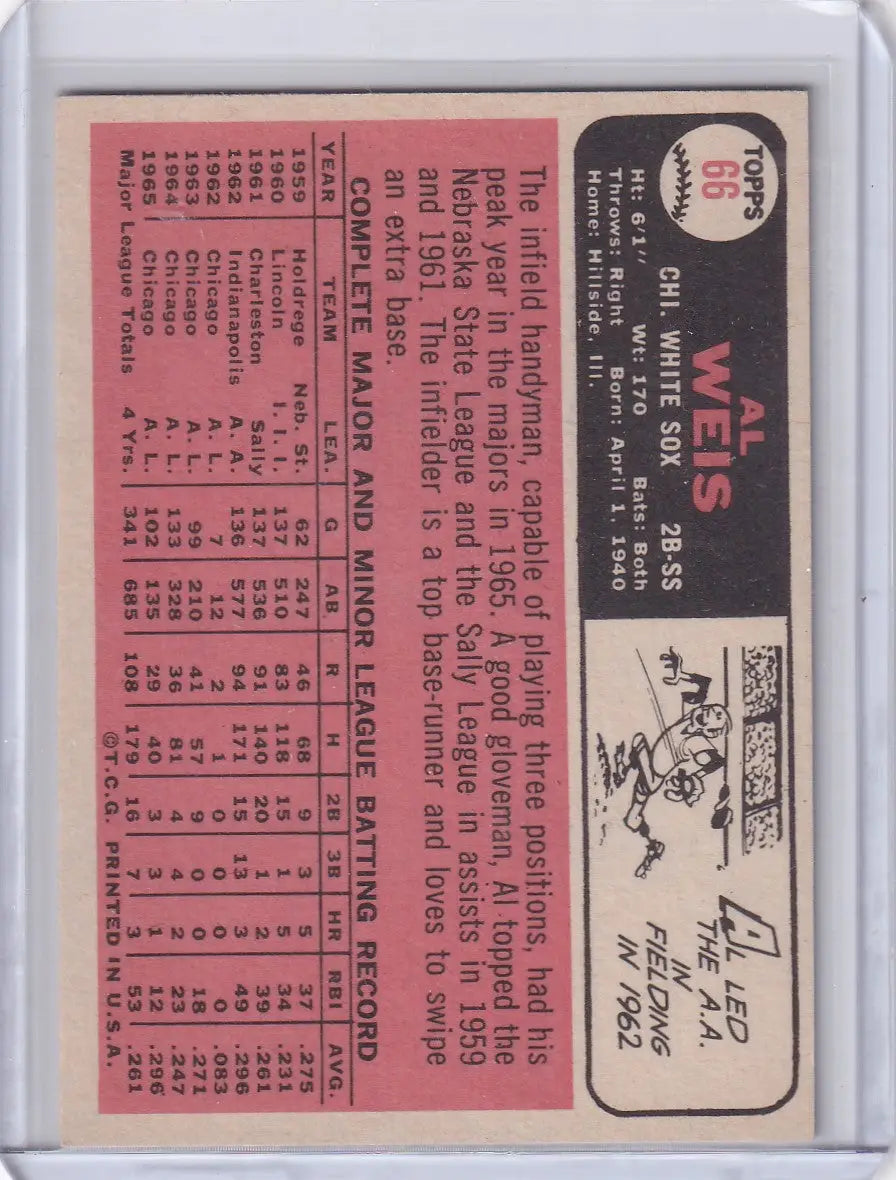 TOPPS
66
AL
WEIS
CHI. WHITE SOX 2B-SS
Ht: 6'1" Wt: 170 Bats: Both
Throws: Right Born: April 1, 1940
Home: Hillside, Ill.
AL LED
THE A.A.
IN
FIELDING
IN 1962
The infield handyman, capable of playing three positions, had his
peak year in the majors in 1965. A good gloveman, Al topped the
Nebraska State League and the Sally League in assists in 1959
and 1961. The infielder is a top base-runner and loves to swipe
an extra base.
COMPLETE MAJOR AND MINOR LEAGUE BATTING RECORD
YEAR TEAM LEA. G AB R H 2B 3B HR RBI AVG.
1959 Holdrege Neb. St. 62 247 46 68 9 3 5 37 .275
1960 Lincoln I. I. I. 137 510 83 118 15 1 5 34 .231
1961 Charleston Sally 137 536 91 140 20 1 2 39 .261
1962 Indianapolis A. A. 136 577 94 171 15 13 3 49 .296
1962 Chicago A. L. 7 12 2 1 0 0 0 0 .083
1963 Chicago A. L. 99 210 41 57 9 0 0 18 .271
1964 Chicago A. L. 133 328 36 81 4 4 2 23 .247
1965 Chicago A. L. 102 135 29 40 3 3 1 12 .296
Major League Totals 4 Yrs. 341 685 108 179 16 7 3 53 .261
©T.C.G. PRINTED IN U.S.A.